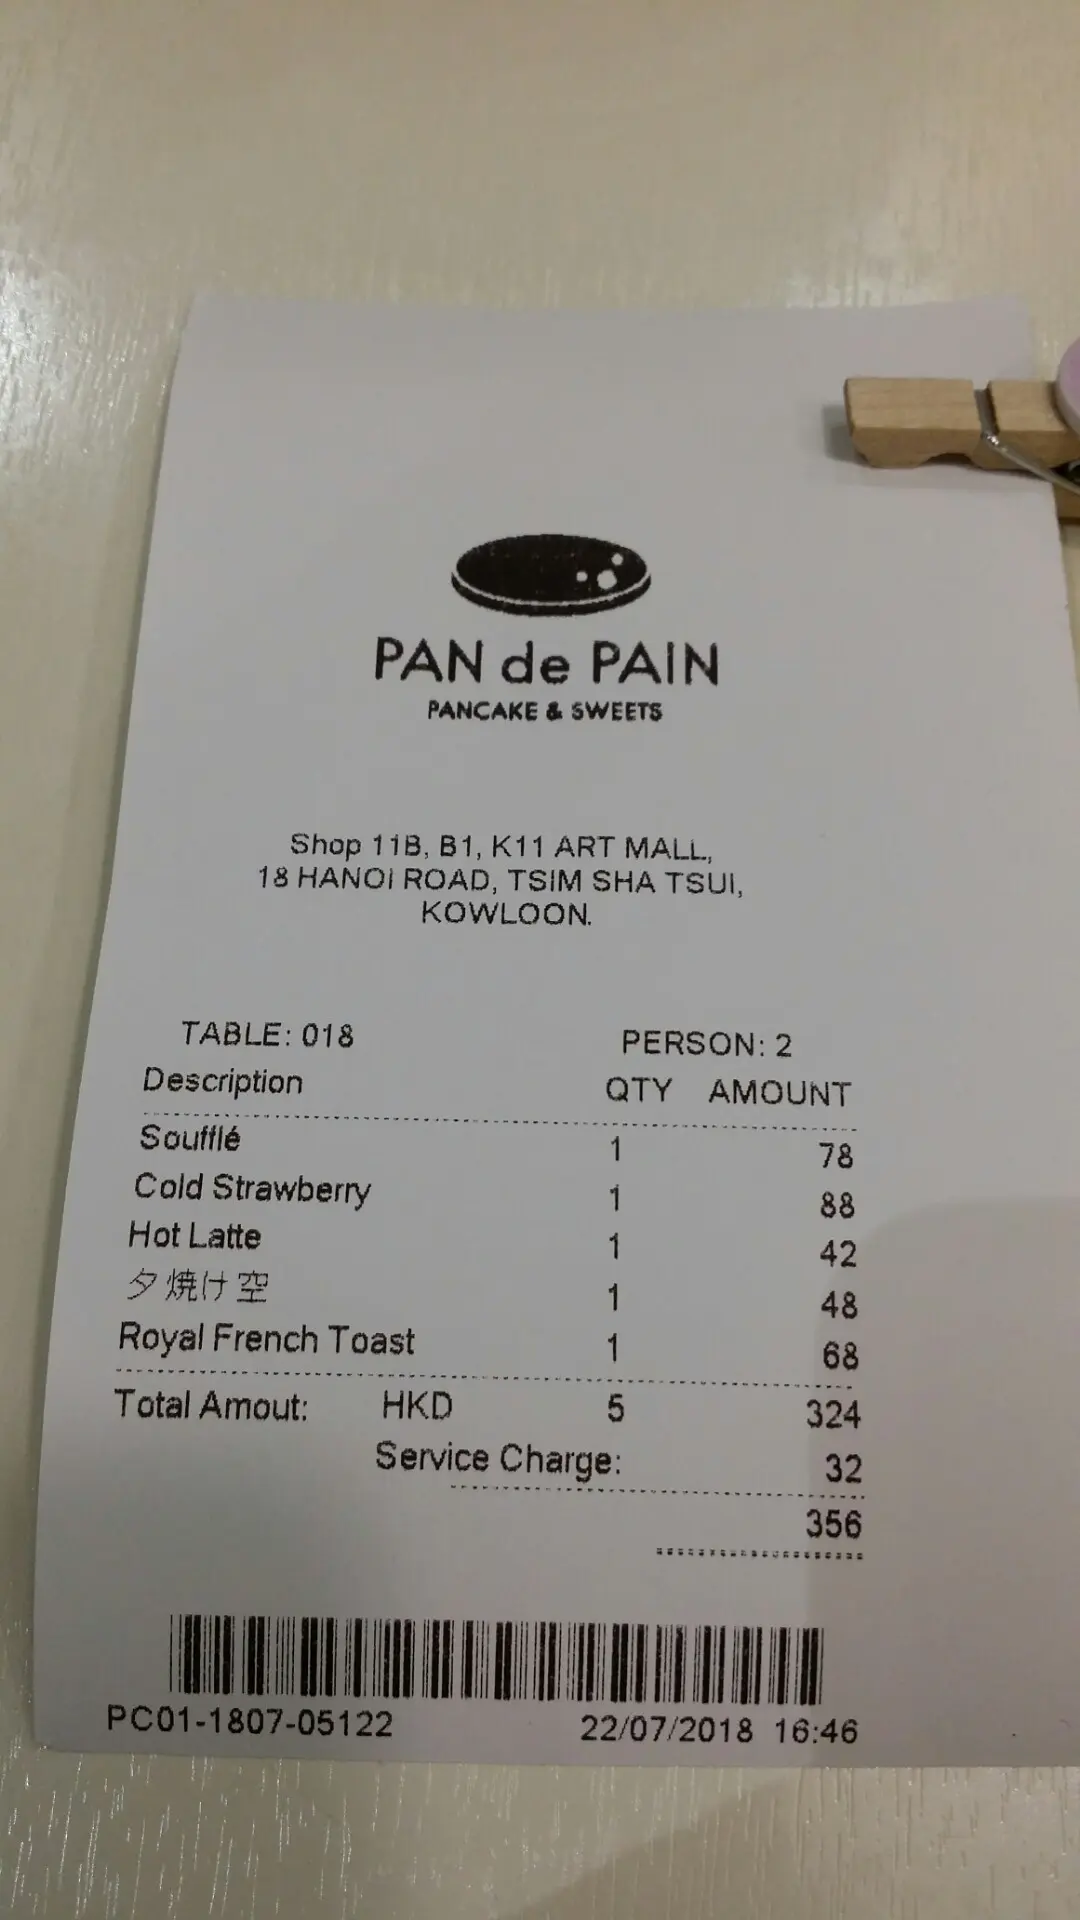 PAN de PAIN
PANCAKE & SWEETS
Shop 11B, B1, K11 ART MALL,
18 HANOI ROAD, TSIM SHA TSUI,
KOWLOON.
TABLE: 018 PERSON: 2
Description QTY AMOUNT
Soufflé 1 78
Cold Strawberry 1 88
Hot Latte 1 42
夕焼け空 1 48
Royal French Toast 1 68
Total Amout: HKD 5 324
Service Charge: 32
356
PC01-1807-05122 22/07/2018 16:46